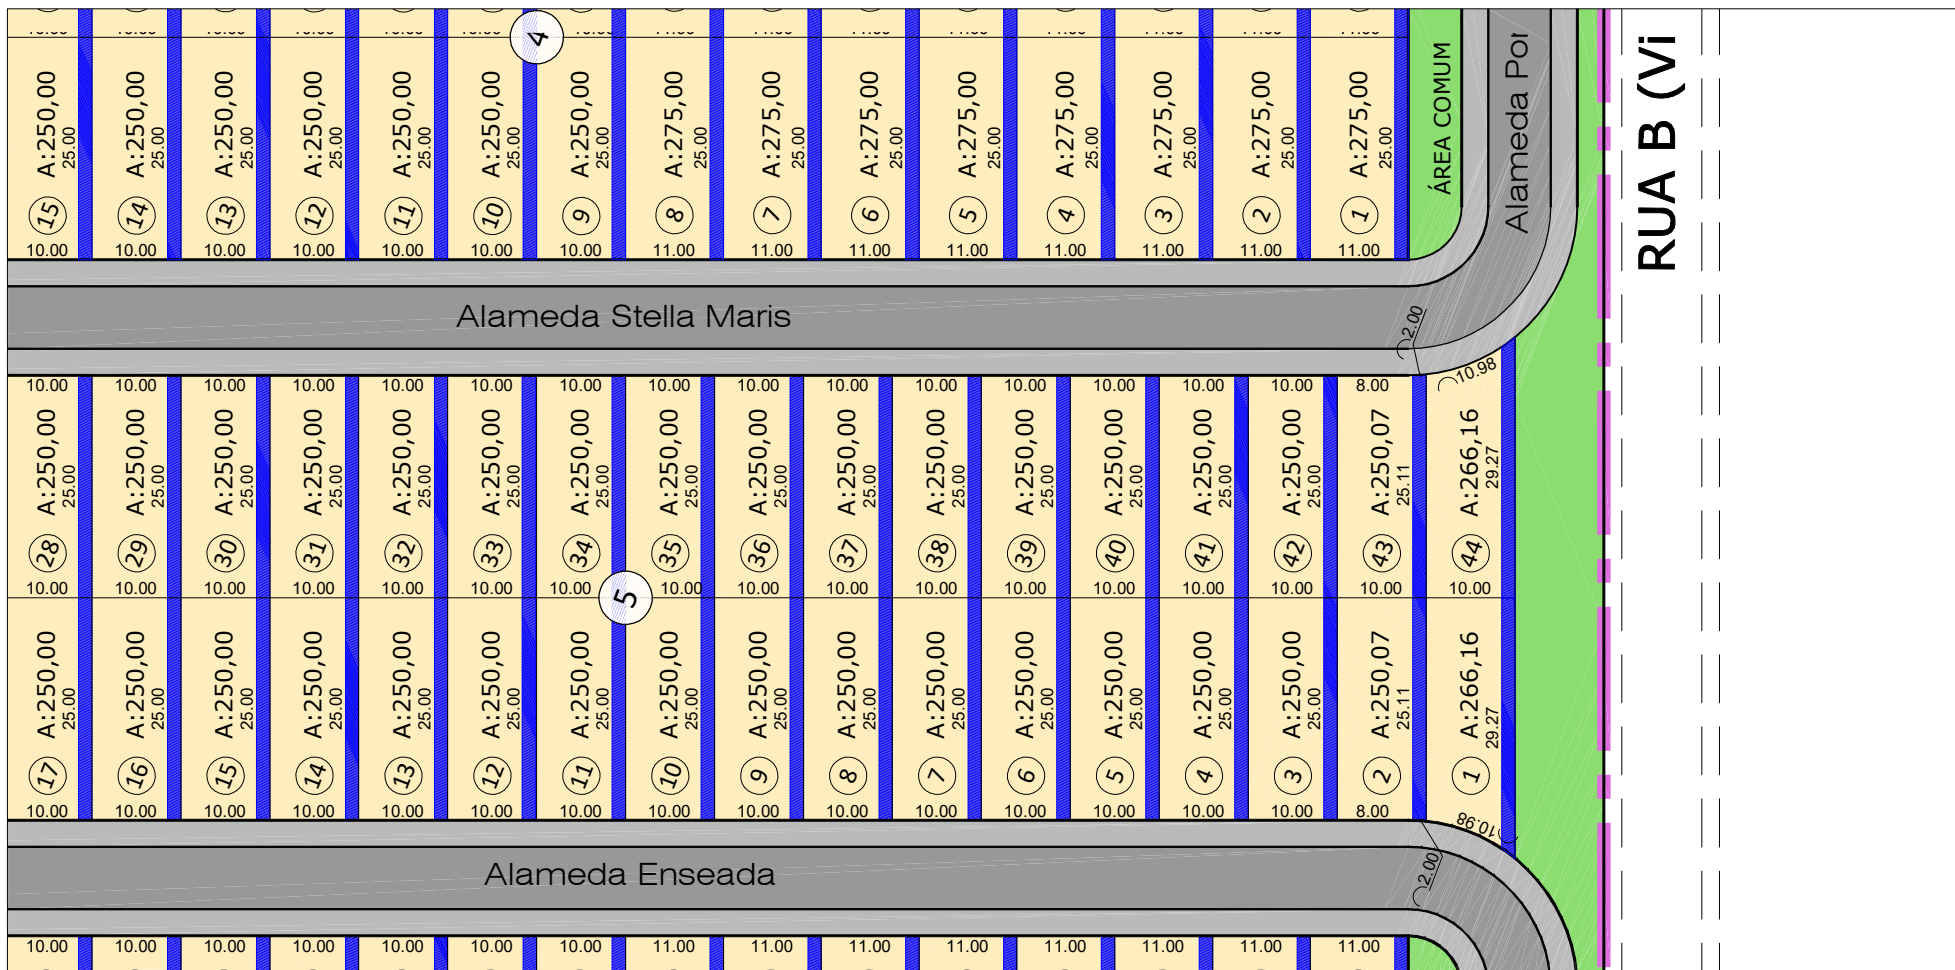 4
A:250,00 A:250,00 A:250,00 A:250,00 A:250,00 A:250,00 A:250,00 A:275,00 A:275,00 A:275,00 A:275,00 A:275,00 A:275,00 A:275,00 A:275,00
25.00 25.00 25.00 25.00 25.00 25.00 25.00 25.00 25.00 25.00 25.00 25.00 25.00 25.00 25.00
15 14 13 12 11 10 9 8 7 6 5 4 3 2 1
10.00 10.00 10.00 10.00 10.00 10.00 10.00 11.00 11.00 11.00 11.00 11.00 11.00 11.00 11.00
ÁREA COMUM
Alameda Por
RUA B (Vi
Alameda Stella Maris
2.00
10.00 10.00 10.00 10.00 10.00 10.00 10.00 10.00 10.00 10.00 10.00 10.00 10.00 10.00 10.00 8.00 10.98
A:250,00 A:250,00 A:250,00 A:250,00 A:250,00 A:250,00 A:250,00 A:250,00 A:250,00 A:250,00 A:250,00 A:250,00 A:250,00 A:250,00 A:250,00 A:250,07 A:266,16
25.00 25.00 25.00 25.00 25.00 25.00 25.00 25.00 25.00 25.00 25.00 25.00 25.00 25.00 25.00 25.11 29.27
28 29 30 31 32 33 34 35 36 37 38 39 40 41 42 43 44
10.00 10.00 10.00 10.00 10.00 10.00 10.00 10.00 10.00 10.00 10.00 10.00 10.00 10.00 10.00 10.00 10.00
5
A:250,00 A:250,00 A:250,00 A:250,00 A:250,00 A:250,00 A:250,00 A:250,00 A:250,00 A:250,00 A:250,00 A:250,00 A:250,00 A:250,00 A:250,00 A:250,07 A:266,16
25.00 25.00 25.00 25.00 25.00 25.00 25.00 25.00 25.00 25.00 25.00 25.00 25.00 25.00 25.00 25.11 29.27
17 16 15 14 13 12 11 10 9 8 7 6 5 4 3 2 1
10.00 10.00 10.00 10.00 10.00 10.00 10.00 10.00 10.00 10.00 10.00 10.00 10.00 10.00 10.00 8.00 10.98
Alameda Enseada
2.00
10.00 10.00 10.00 10.00 10.00 10.00 10.00 11.00 11.00 11.00 11.00 11.00 11.00 11.00 11.00